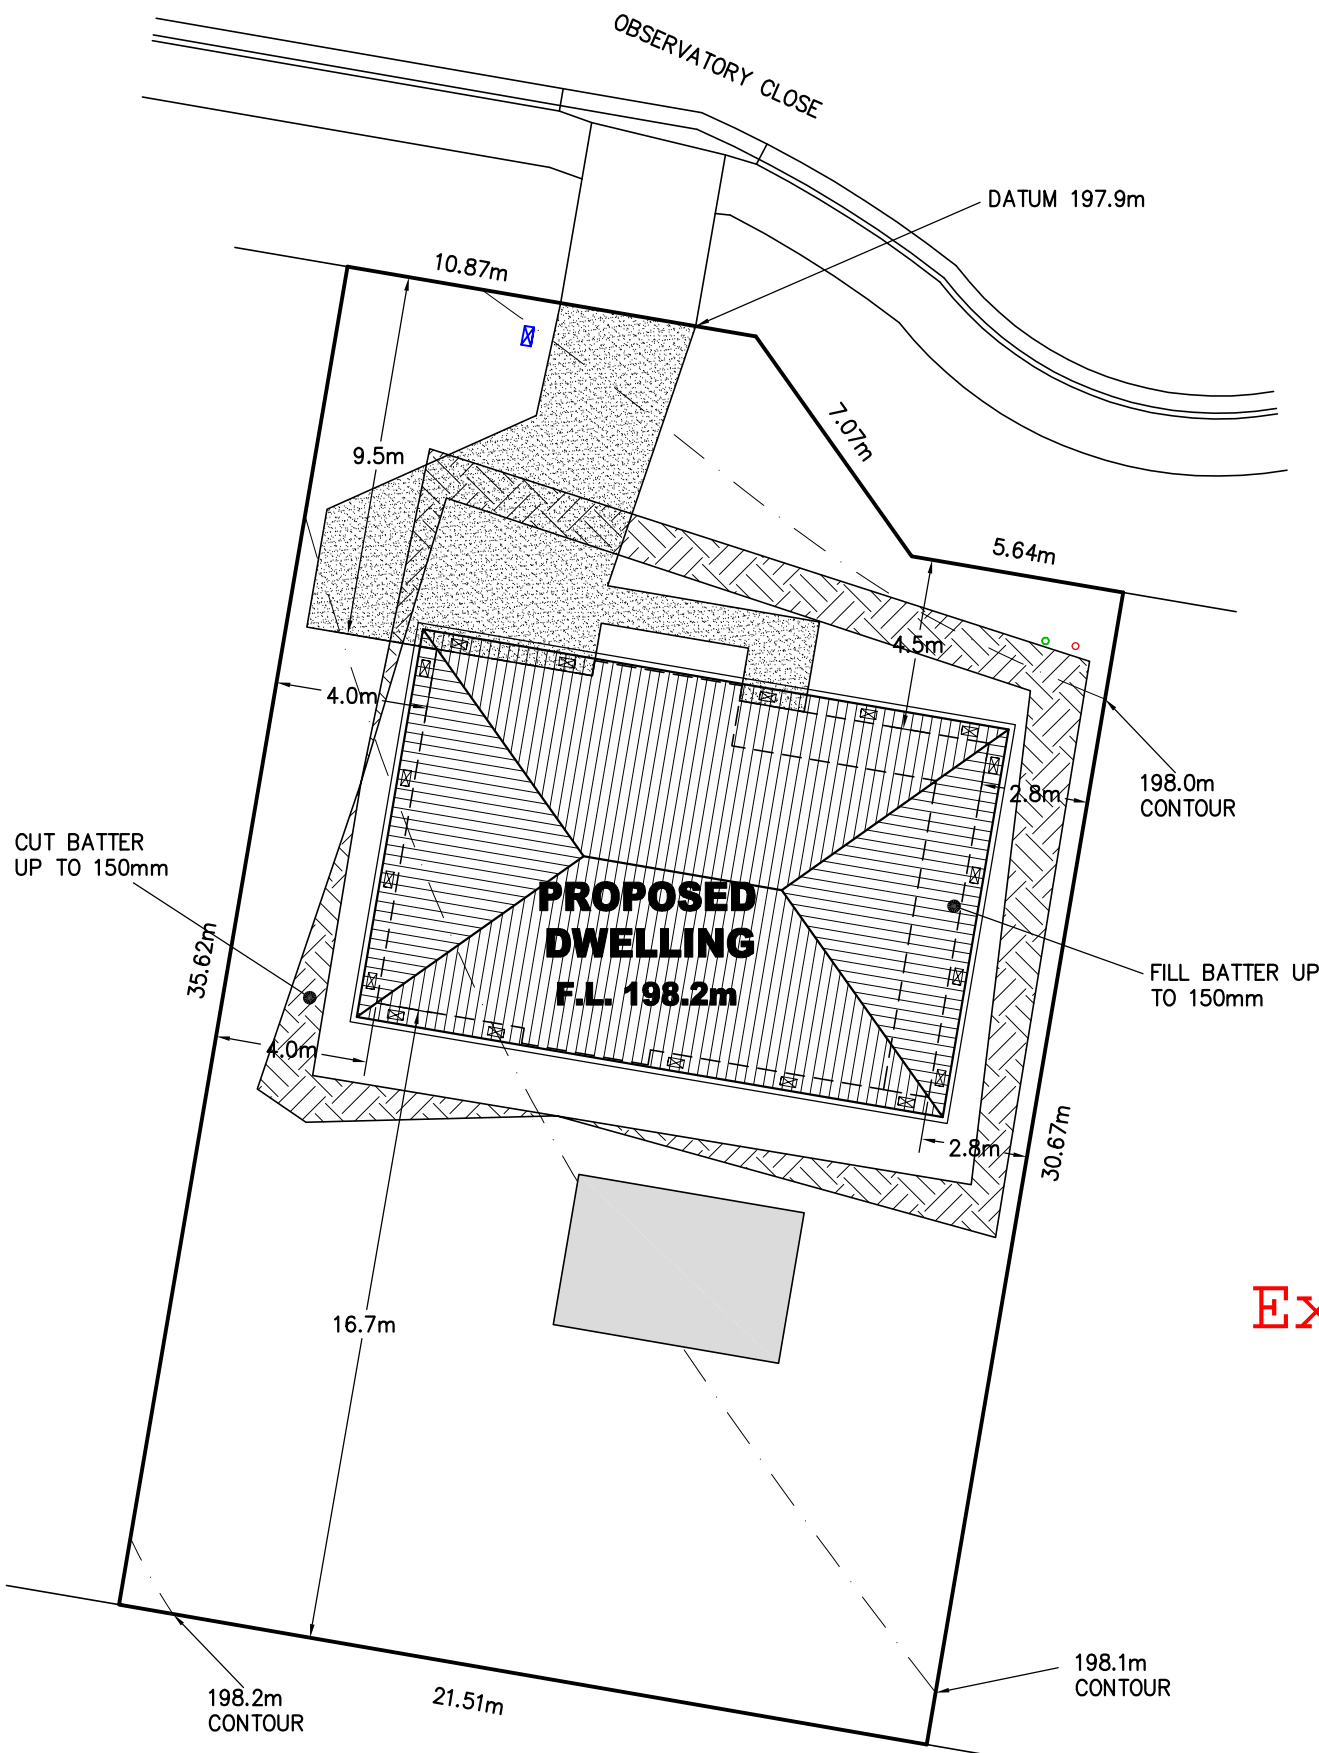 OBSERVATORY CLOSE
DATUM 197.9m
10.87m
7.07m
9.5m
5.64m
4.5m
4.0m
2.8m
198.0m
CONTOUR
CUT BATTER
UP TO 150mm
PROPOSED
DWELLING
F.L. 198.2m
35.62m
FILL BATTER UP
TO 150mm
4.0m
2.8m
30.67m
Ex
16.7m
198.1m
CONTOUR
198.2m
CONTOUR
21.51m